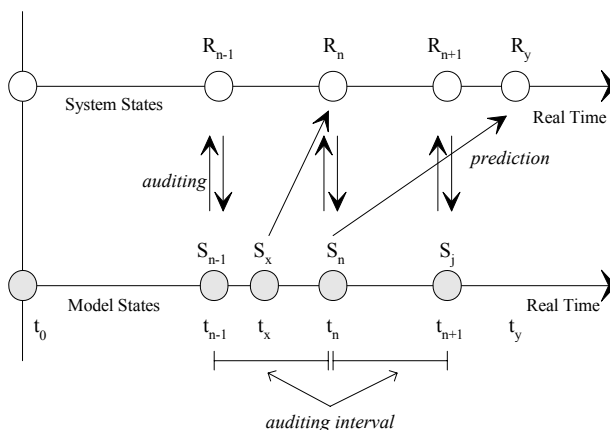 R_{n-1} R_n R_{n+1} R_y
System States Real Time
auditing prediction
S_{n-1} S_x S_n S_j
Model States Real Time
t_0 t_{n-1} t_x t_n t_{n+1} t_y
auditing interval